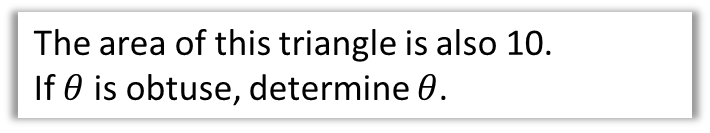 The area of this triangle is also 10.
If 𝜃 is obtuse, determine 𝜃.